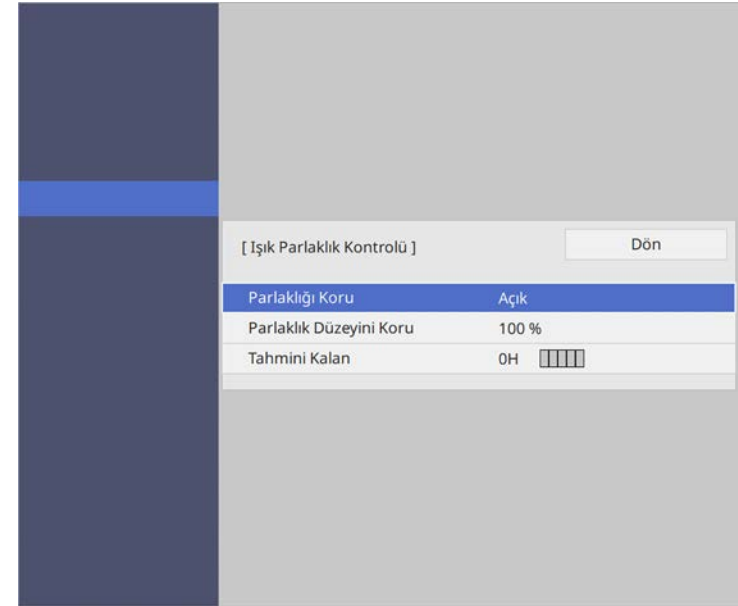 [ Işık Parlaklık Kontrolü ] Dön
Parlaklığı Koru Açık
Parlaklık Düzeyini Koru 100 %
Tahmini Kalan 0H